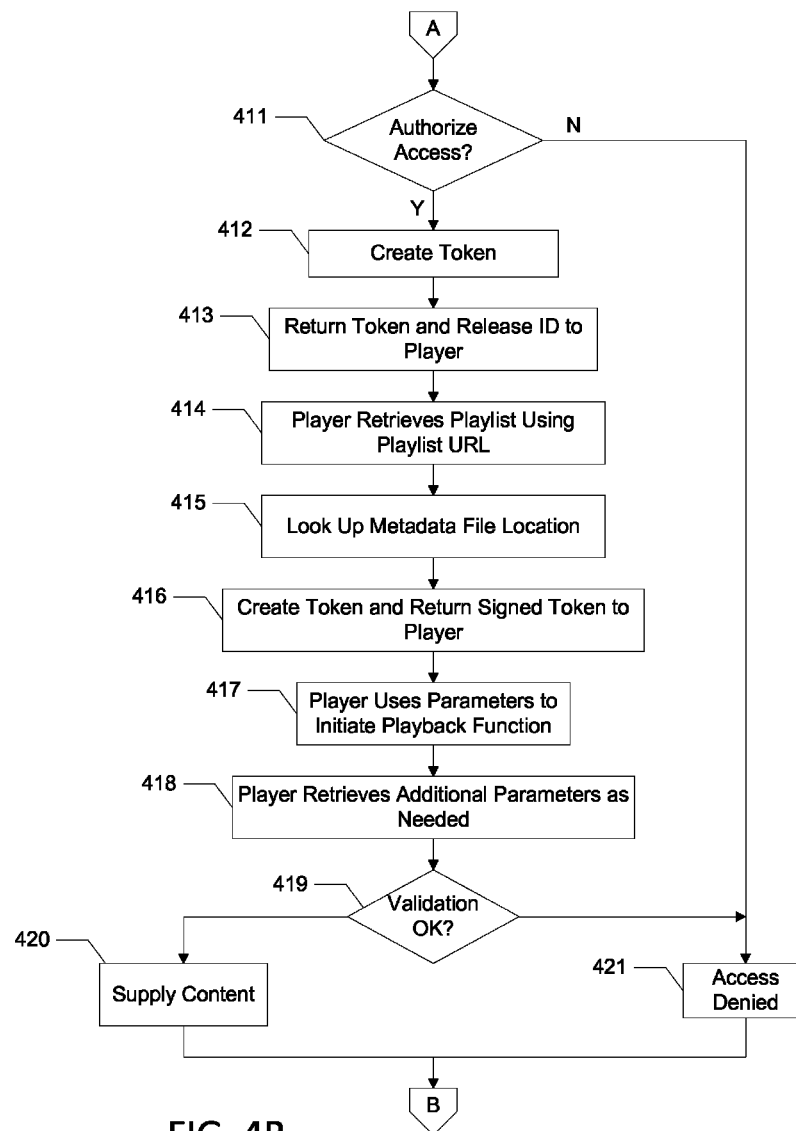 A
411
Authorize
Access?
N
Y
412
Create Token
413
Return Token and Release ID to
Player
414
Player Retrieves Playlist Using
Playlist URL
415
Look Up Metadata File Location
416
Create Token and Return Signed Token to
Player
417
Player Uses Parameters to
Initiate Playback Function
418
Player Retrieves Additional Parameters as
Needed
419
Validation
OK?
420
Supply Content
421
Access
Denied
B
FIG. 4B